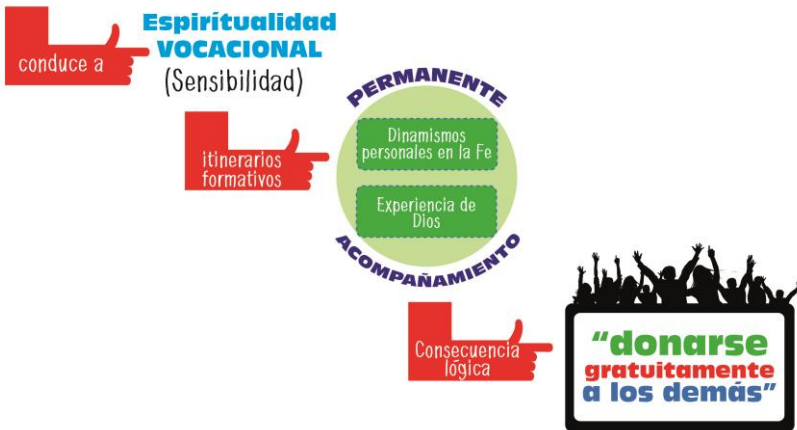 conduce a
Espiritualidad
VOCACIONAL
(Sensibilidad)
itinerarios
formativos
PERMANENTE
Dinamismos
personales en la Fe
Experiencia de
Dios
ACOMPAÑAMIENTO
Consecuencia
lógica
“donarse
gratuitamente
a los demás”